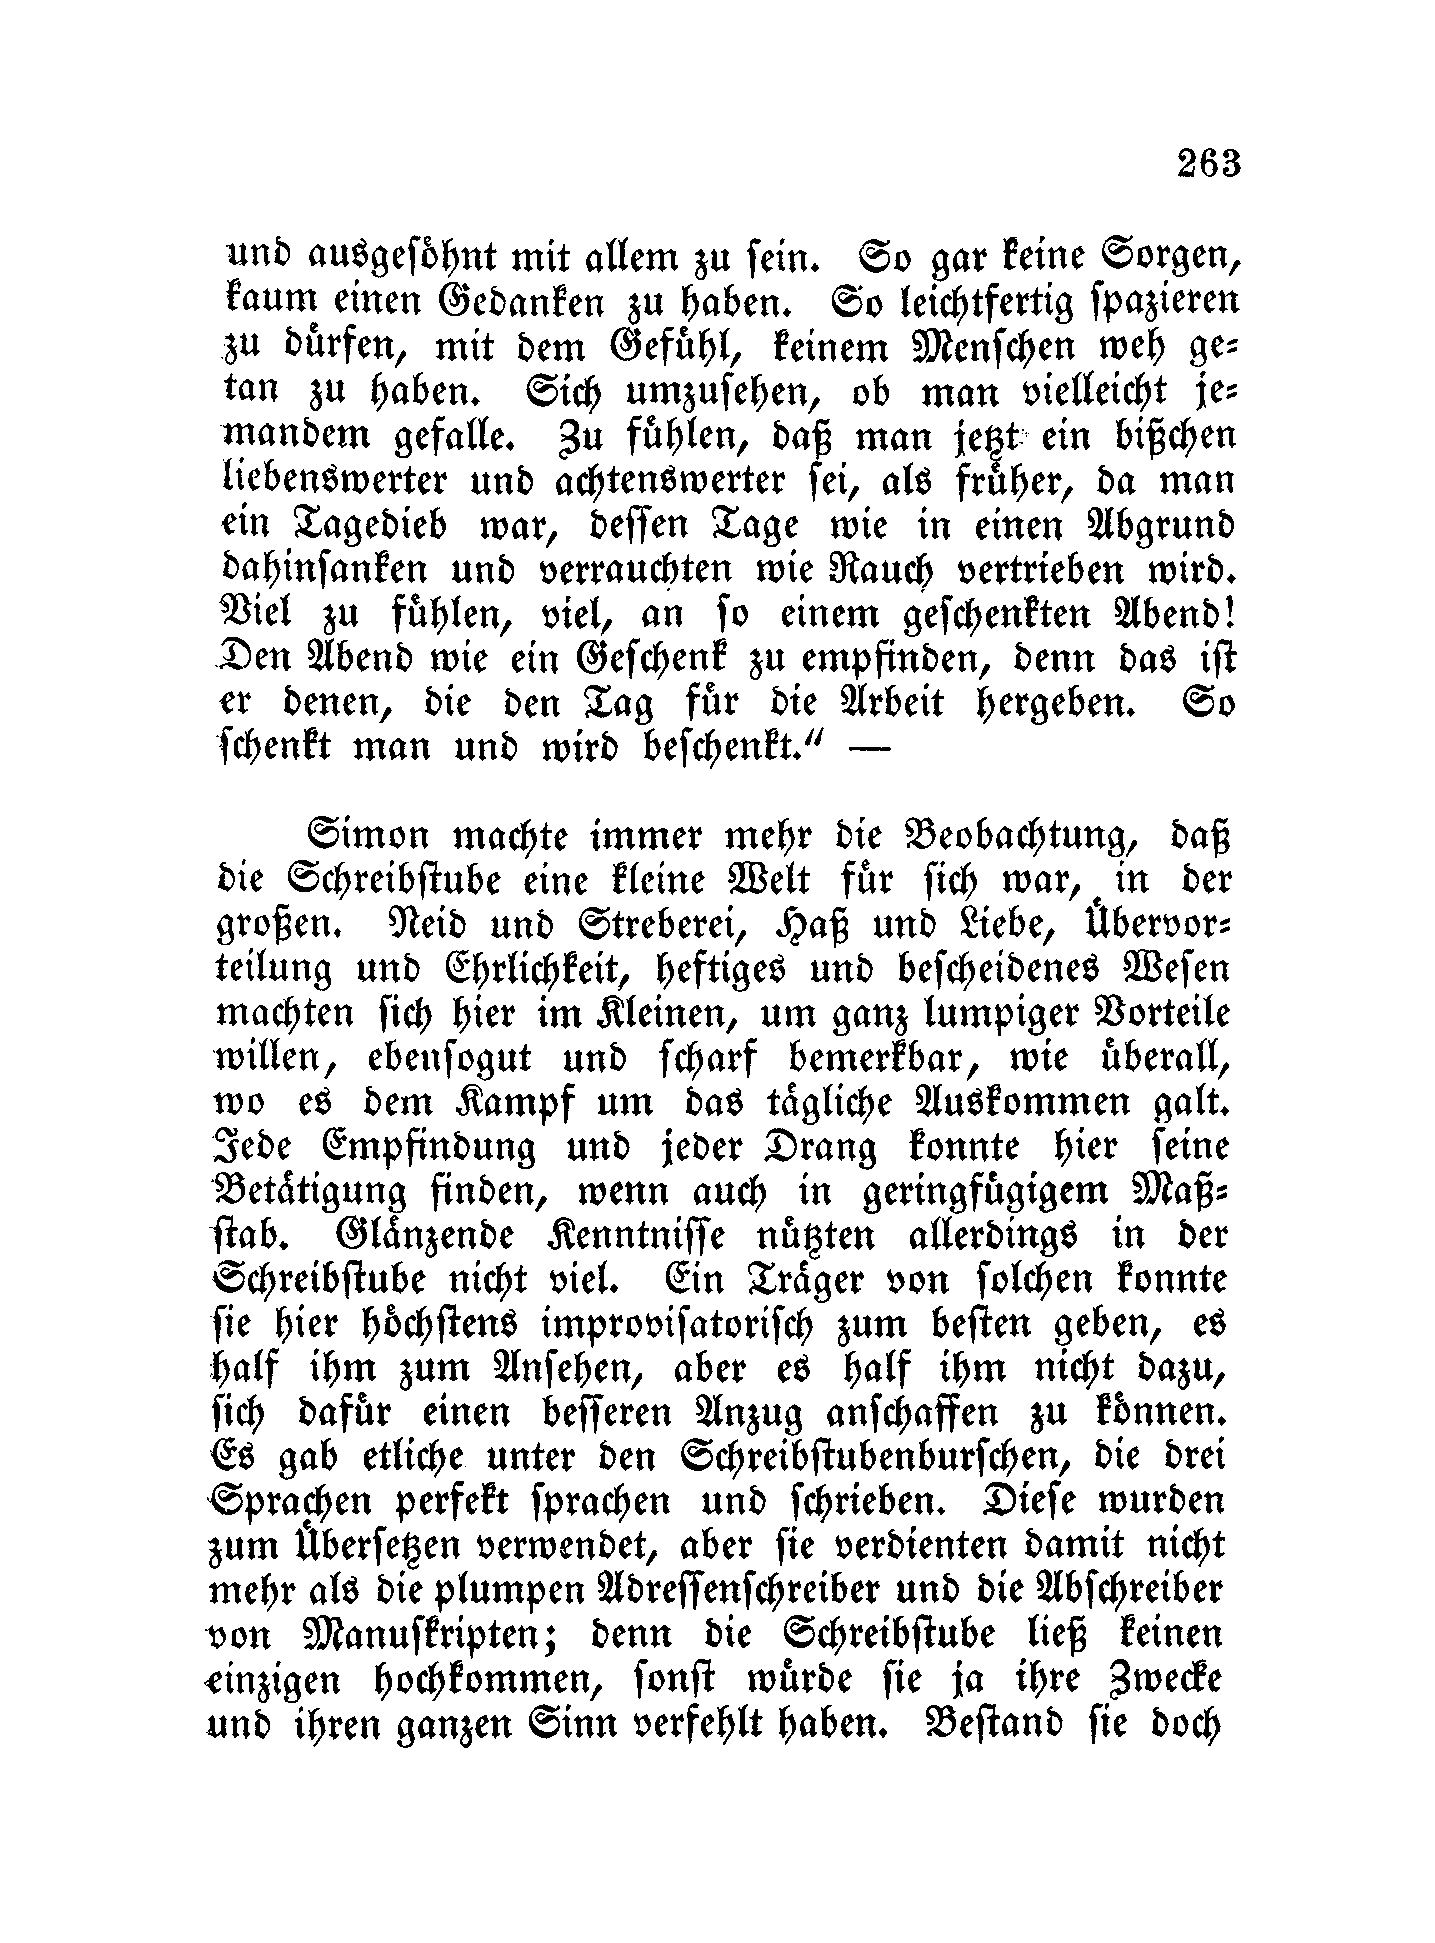 263
und ausgesöhnt mit allem zu sein. So gar keine Sorgen,
kaum einen Gedanken zu haben. So leichtfertig spazieren
zu dürfen, mit dem Gefühl, keinem Menschen weh ge-
tan zu haben. Sich umzusehen, ob man vielleicht je-
mandem gefalle. Zu fühlen, daß man jetzt ein bißchen
liebenswerter und achtenswerter sei, als früher, da man
ein Tagedieb war, dessen Tage wie in einen Abgrund
dahinsanken und verrauchten wie Rauch vertrieben wird.
Viel zu fühlen, viel, an so einem geschenkten Abend!
Den Abend wie ein Geschenk zu empfinden, denn das ist
er denen, die den Tag für die Arbeit hergeben. So
schenkt man und wird beschenkt.“ —
Simon machte immer mehr die Beobachtung, daß
die Schreibstube eine kleine Welt für sich war, in der
großen. Neid und Streberei, Haß und Liebe, Übervor-
teilung und Ehrlichkeit, heftiges und bescheidenes Wesen
machten sich hier im Kleinen, um ganz lumpiger Vorteile
willen, ebensogut und scharf bemerkbar, wie überall,
wo es dem Kampf um das tägliche Auskommen galt.
Jede Empfindung und jeder Drang konnte hier seine
Betätigung finden, wenn auch in geringfügigem Maß-
stab. Glänzende Kenntnisse nützten allerdings in der
Schreibstube nicht viel. Ein Träger von solchen konnte
sie hier höchstens improvisatorisch zum besten geben, es
half ihm zum Ansehen, aber es half ihm nicht dazu,
sich dafür einen besseren Anzug anschaffen zu können.
Es gab etliche unter den Schreibstubenburschen, die drei
Sprachen perfekt sprachen und schrieben. Diese wurden
zum Übersetzen verwendet, aber sie verdienten damit nicht
mehr als die plumpen Adressenschreiber und die Abschreiber
von Manuskripten; denn die Schreibstube ließ keinen
einzigen hochkommen, sonst würde sie ja ihre Zwecke
und ihren ganzen Sinn verfehlt haben. Bestand sie doch